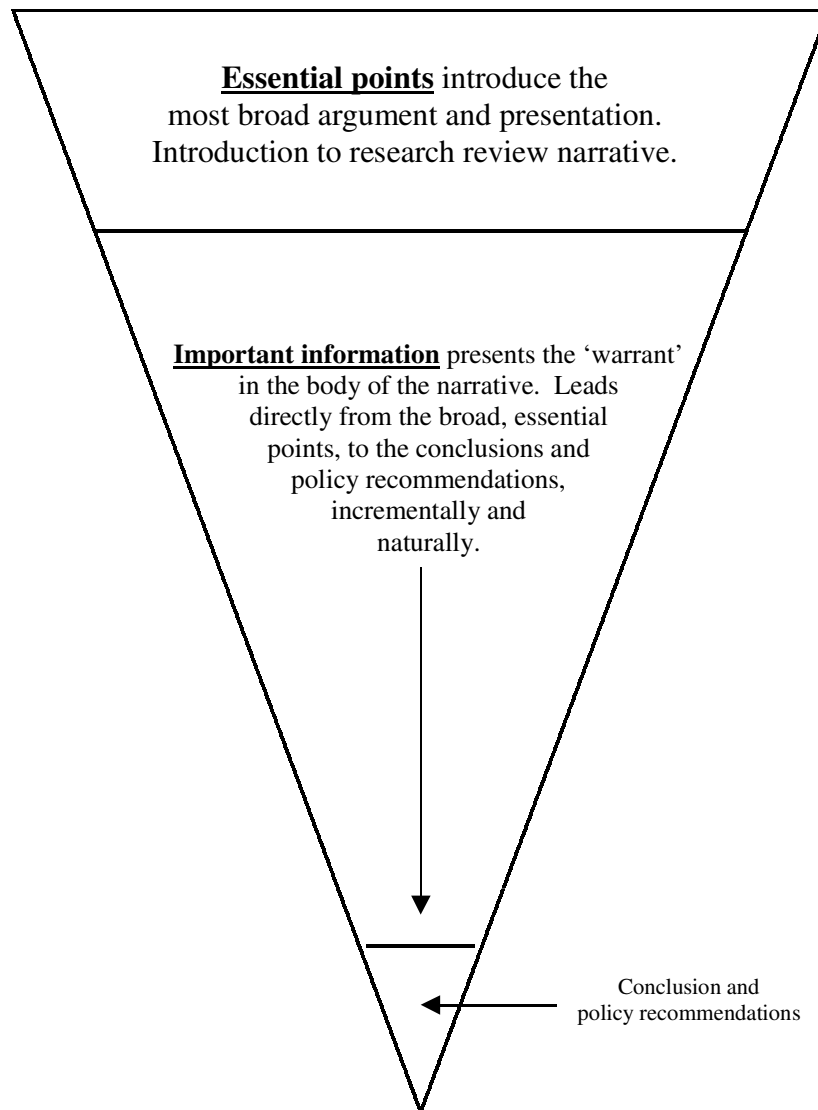 Essential points introduce the
most broad argument and presentation.
Introduction to research review narrative.
Important information presents the ‘warrant’
in the body of the narrative.  Leads
directly from the broad, essential
points, to the conclusions and
policy recommendations,
incrementally and
naturally.
Conclusion and
policy recommendations